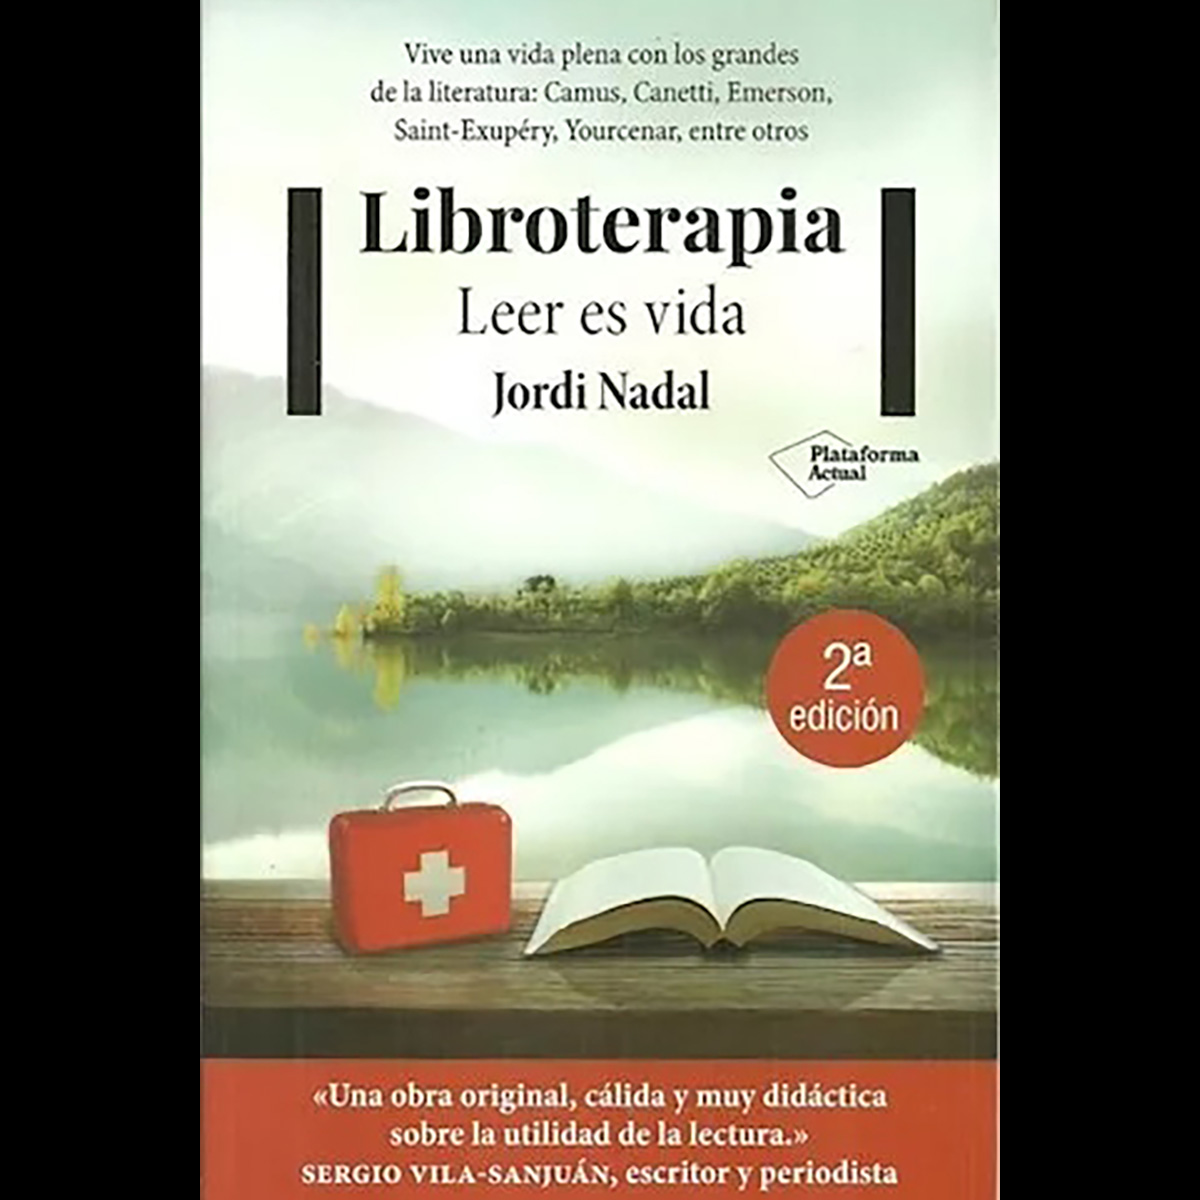 Vive una vida plena con los grandes
de la literatura: Camus, Canetti, Emerson,
Saint-Exupéry, Yourcenar, entre otros
Libroterapia
Leer es vida
Jordi Nadal
Plataforma
Actual
2ª
edición
«Una obra original, cálida y muy didáctica
sobre la utilidad de la lectura.»
SERGIO VILA-SANJUÁN, escritor y periodista